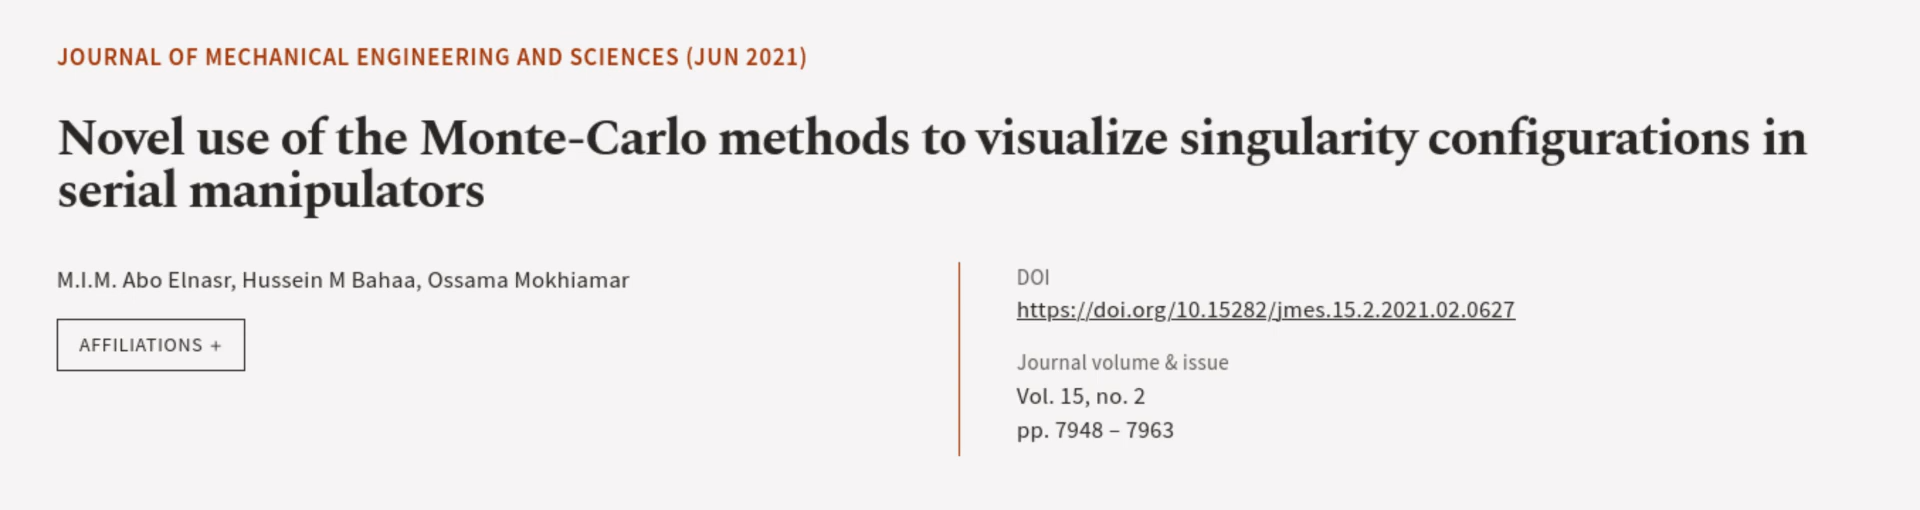 JOURNAL OF MECHANICAL ENGINEERING AND SCIENCES (JUN 2021)
Novel use of the Monte-Carlo methods to visualize singularity configurations in
serial manipulators
M.I.M. Abo Elnasr, Hussein M Bahaa, Ossama Mokhiamar
AFFILIATIONS +
DOI
https://doi.org/10.15282/jmes.15.2.2021.02.0627
Journal volume & issue
Vol. 15, no. 2
pp. 7948 – 7963